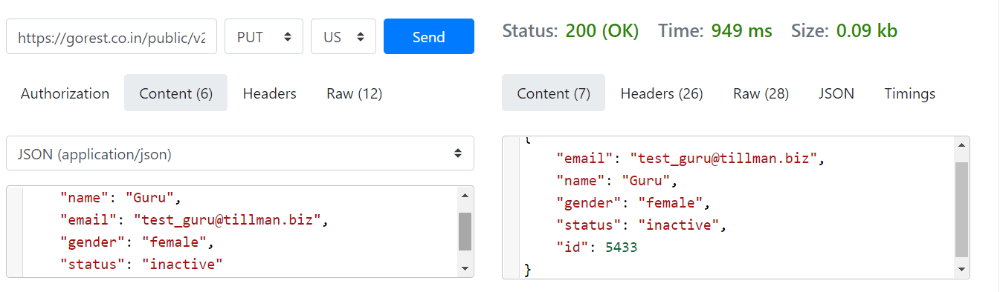 https://gorest.co.in/public/v2 PUT US Send
Status: 200 (OK) Time: 949 ms Size: 0.09 kb
Authorization Content (6) Headers Raw (12)
Content (7) Headers (26) Raw (28) JSON Timings
JSON (application/json)
"name": "Guru",
"email": "test_guru@tillman.biz",
"gender": "female",
"status": "inactive"
{
"email": "test_guru@tillman.biz",
"name": "Guru",
"gender": "female",
"status": "inactive",
"id": 5433
}